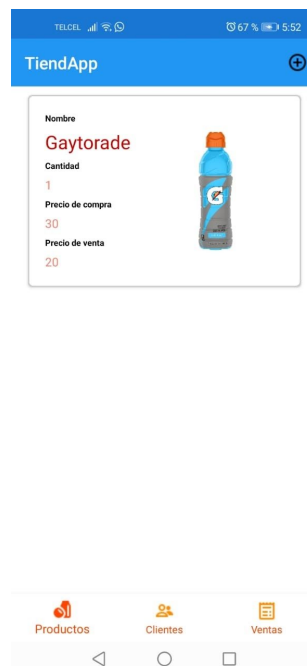 TELCEL 67 % 5:52
TiendApp
Nombre
Gaytorade
Cantidad
1
Precio de compra
30
Precio de venta
20
G
Productos Clientes Ventas